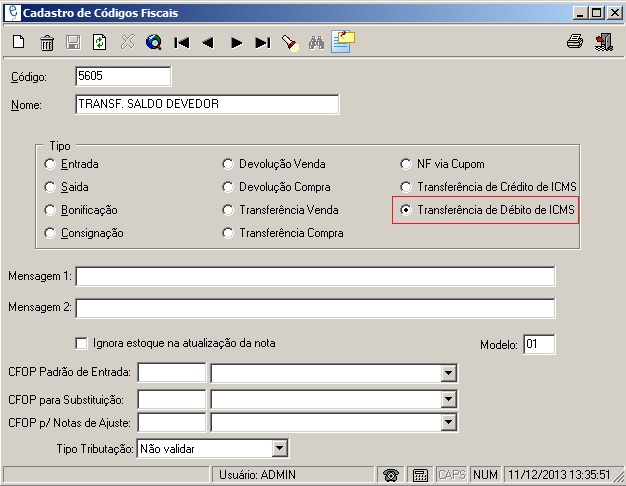 Cadastro de Códigos Fiscais
Código: 5605
Nome: TRANSF. SALDO DEVEDOR
Tipo
Entrada Devolução Venda NF via Cupom
Saida Devolução Compra Transferência de Crédito de ICMS
Bonificação Transferência Venda Transferência de Débito de ICMS
Consignação Transferência Compra
Mensagem 1:
Mensagem 2:
Ignora estoque na atualização da nota Modelo: 01
CFOP Padrão de Entrada:
CFOP para Substituição:
CFOP p/ Notas de Ajuste:
Tipo Tributação: Não validar
Usuário: ADMIN CAPS NUM 11/12/2013 13:35:51